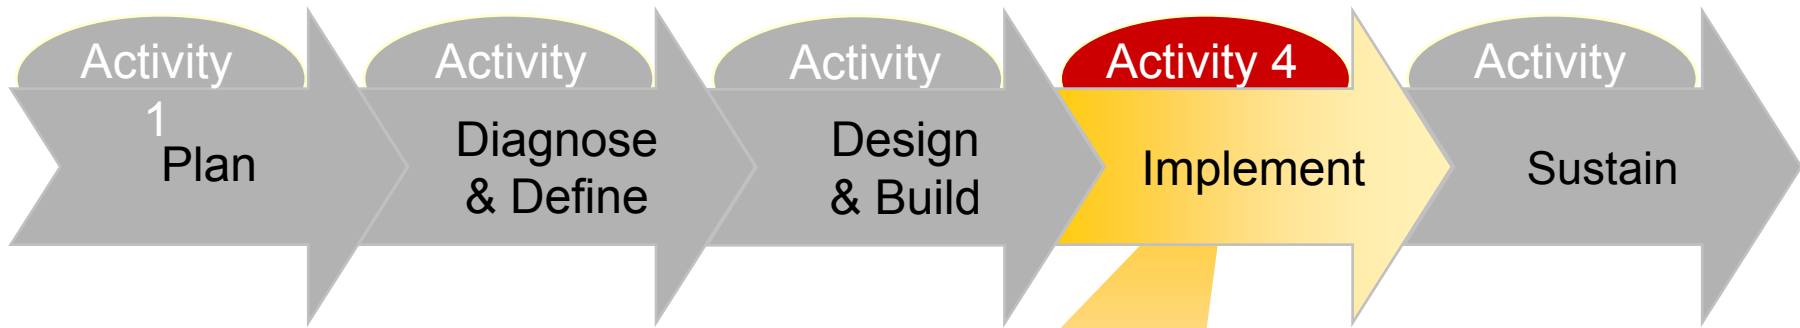 Activity
1
Plan
Activity
Diagnose
& Define
Activity
Design
& Build
Activity 4
Implement
Activity
Sustain